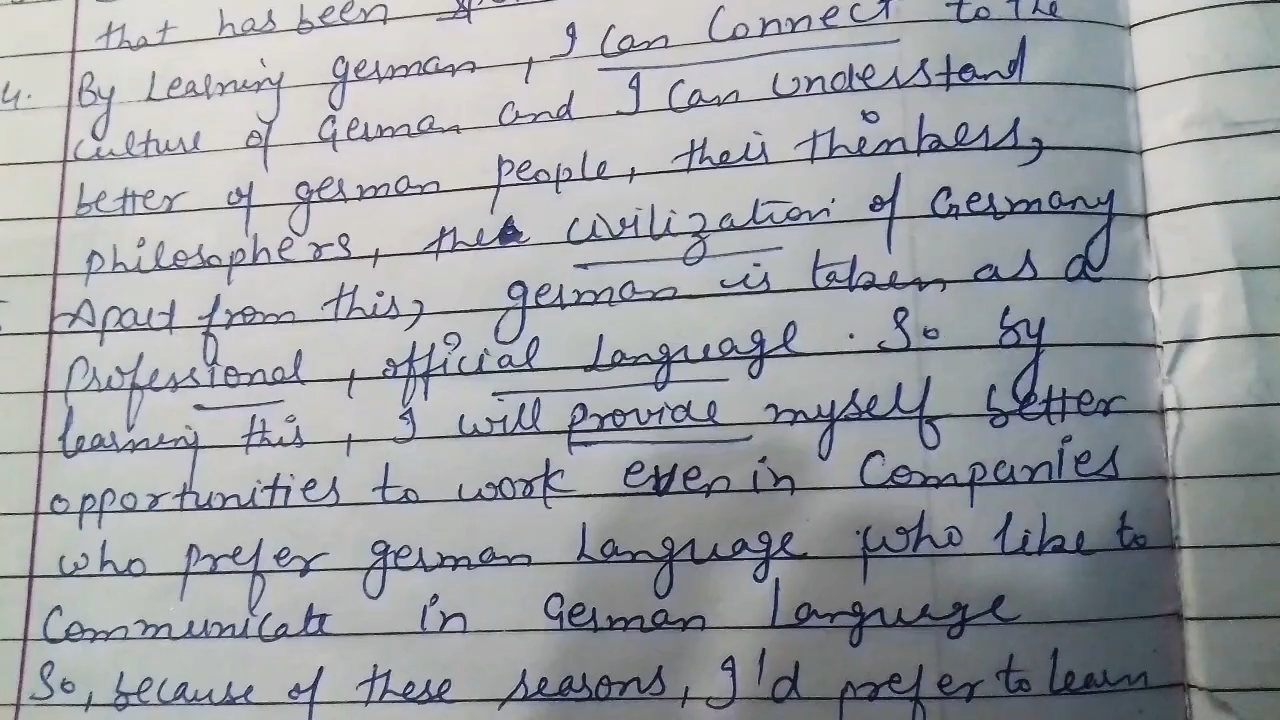 that has been
4. By Learning german, I can Connect to the
culture of German and I can understand
better of german people, their thinkers,
philosophers, the civilization of Germany
Apart from this, german is taken as a
Professional, official language. So by
learning this, I will provide myself better
opportunities to work even in Companies
who prefer german language who like to
Communicate in German language
So, because of these reasons, I'd prefer to learn